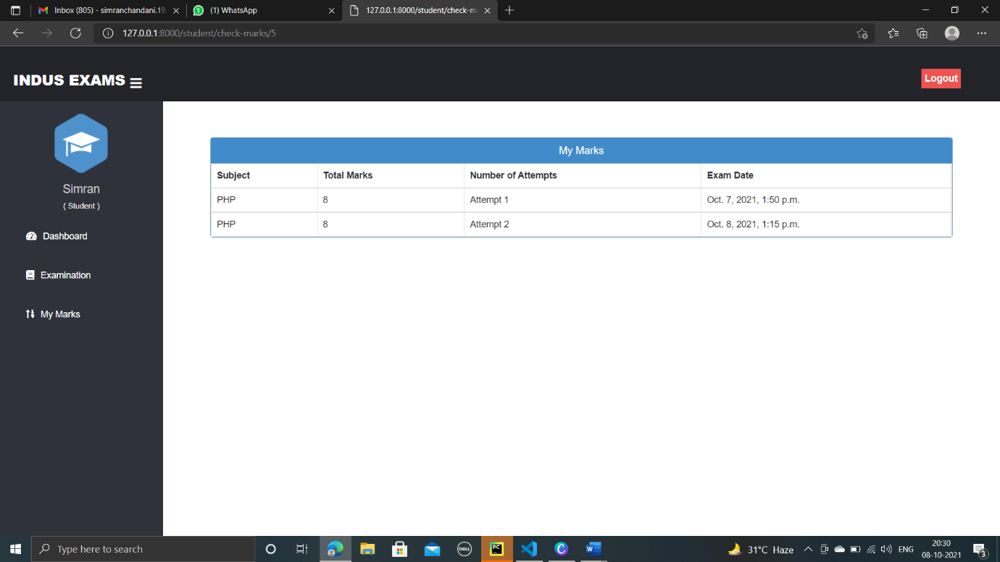 Inbox (805) - simranchandani.19
(1) WhatsApp
127.0.0.1:8000/student/check-ma
127.0.0.1:8000/student/check-marks/5
INDUS EXAMS
Logout
Simran
( Student )
Dashboard
Examination
My Marks
My Marks
Subject Total Marks Number of Attempts Exam Date
PHP 8 Attempt 1 Oct. 7, 2021, 1:50 p.m.
PHP 8 Attempt 2 Oct. 8, 2021, 1:15 p.m.
Type here to search
DELL
PC
W
31°C Haze
ENG
20:30
08-10-2021
3